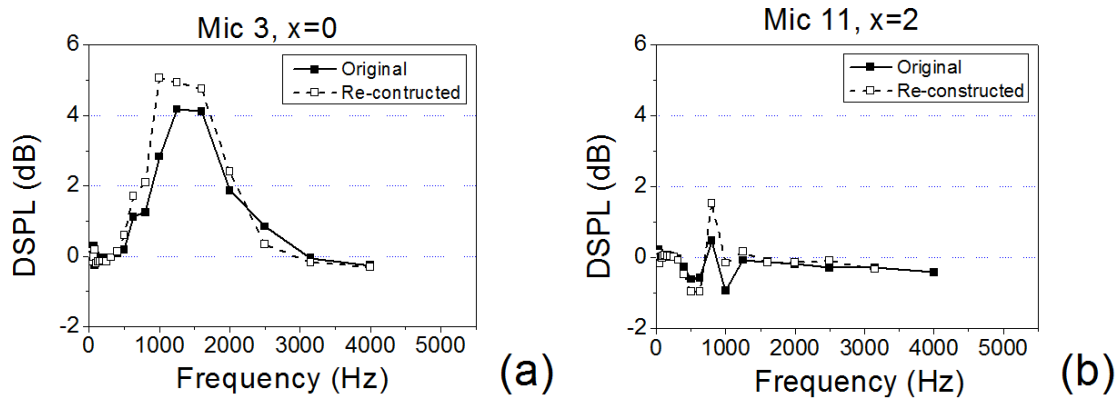 Mic 3, x=0
Original
Re-contructed
DSPL (dB)
6
4
2
0
-2
0 1000 2000 3000 4000 5000
Frequency (Hz)
(a)
Mic 11, x=2
Original
Re-constructed
DSPL (dB)
6
4
2
0
-2
0 1000 2000 3000 4000 5000
Frequency (Hz)
(b)